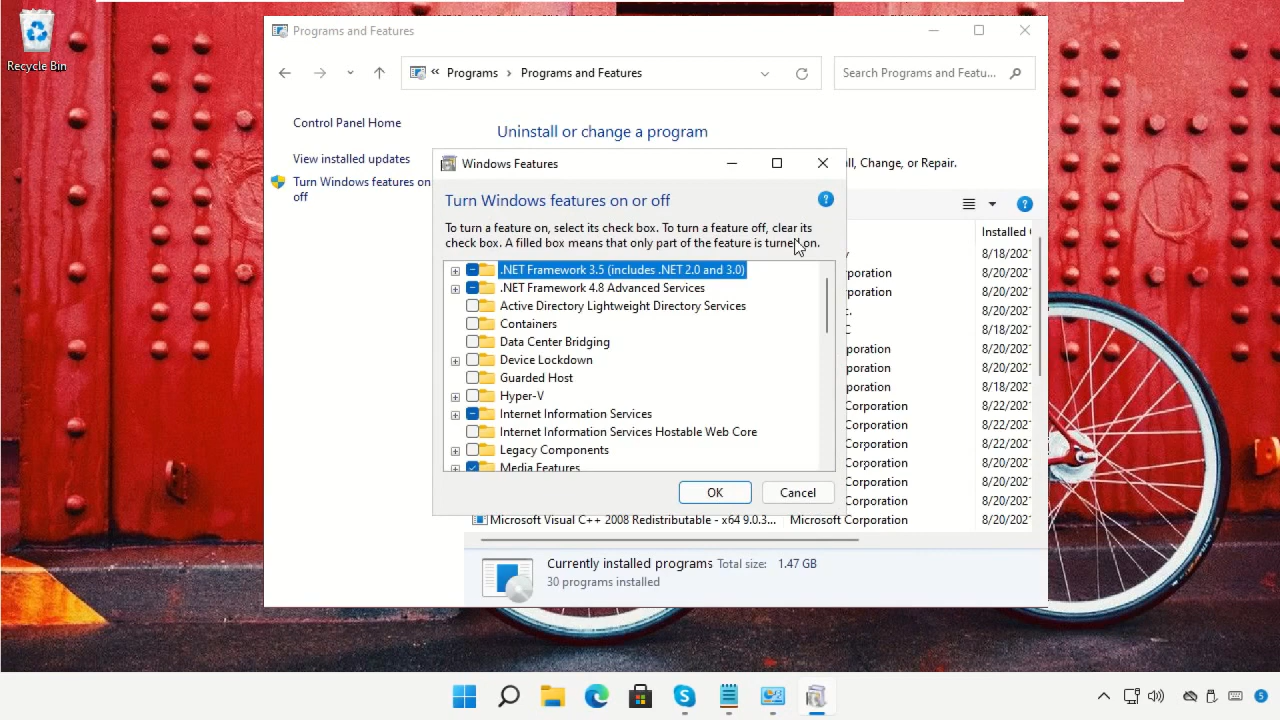 Recycle Bin
Programs and Features
« Programs › Programs and Features
Search Programs and Featu...
Control Panel Home
View installed updates
Turn Windows features on
off
Uninstall or change a program
ll, Change, or Repair.
Windows Features
Turn Windows features on or off
To turn a feature on, select its check box. To turn a feature off, clear its
check box. A filled box means that only part of the feature is turned on.
.NET Framework 3.5 (includes .NET 2.0 and 3.0)
.NET Framework 4.8 Advanced Services
Active Directory Lightweight Directory Services
Containers
Data Center Bridging
Device Lockdown
Guarded Host
Hyper-V
Internet Information Services
Internet Information Services Hostable Web Core
Legacy Components
Media Features
OK
Cancel
Installed
y 8/18/202
oration 8/20/202
oration 8/20/202
8/20/202
8/18/202
poration 8/20/202
oration 8/20/202
poration 8/18/202
Corporation 8/22/202
Corporation 8/22/202
Corporation 8/22/202
Corporation 8/20/202
Corporation 8/20/202
Corporation 8/20/202
Microsoft Visual C++ 2008 Redistributable - x64 9.0.3... Microsoft Corporation 8/20/202
Currently installed programs Total size: 1.47 GB
30 programs installed
5